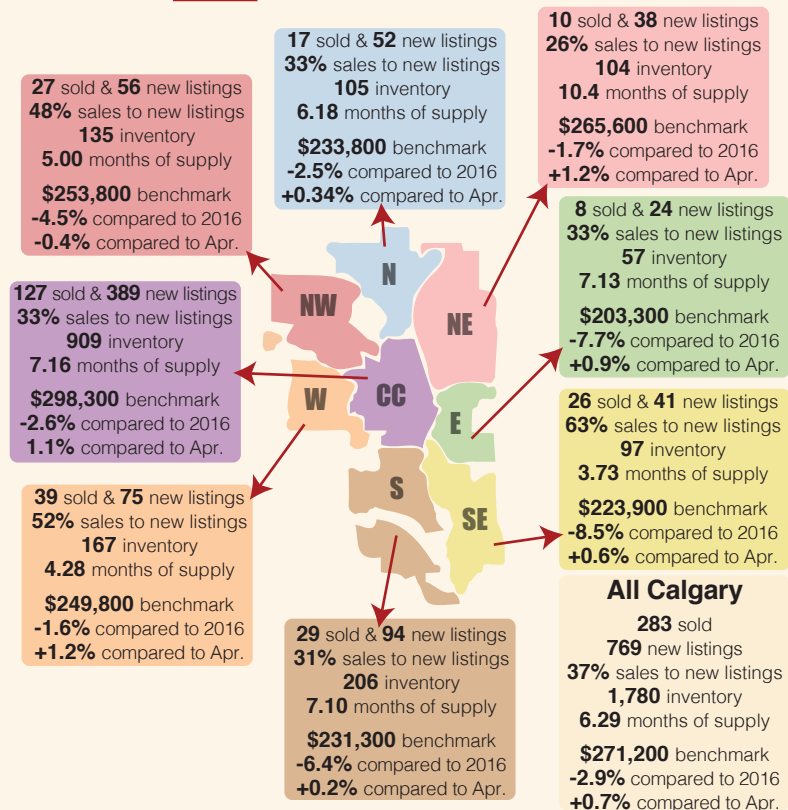 17 sold & 52 new listings
33% sales to new listings
105 inventory
6.18 months of supply
$233,800 benchmark
-2.5% compared to 2016
+0.34% compared to Apr.
10 sold & 38 new listings
26% sales to new listings
104 inventory
10.4 months of supply
$265,600 benchmark
-1.7% compared to 2016
+1.2% compared to Apr.
27 sold & 56 new listings
48% sales to new listings
135 inventory
5.00 months of supply
$253,800 benchmark
-4.5% compared to 2016
-0.4% compared to Apr.
8 sold & 24 new listings
33% sales to new listings
57 inventory
7.13 months of supply
$203,300 benchmark
-7.7% compared to 2016
+0.9% compared to Apr.
N
NW
NE
W
CC
E
S
SE
127 sold & 389 new listings
33% sales to new listings
909 inventory
7.16 months of supply
$298,300 benchmark
-2.6% compared to 2016
1.1% compared to Apr.
26 sold & 41 new listings
63% sales to new listings
97 inventory
3.73 months of supply
$223,900 benchmark
-8.5% compared to 2016
+0.6% compared to Apr.
39 sold & 75 new listings
52% sales to new listings
167 inventory
4.28 months of supply
$249,800 benchmark
-1.6% compared to 2016
+1.2% compared to Apr.
29 sold & 94 new listings
31% sales to new listings
206 inventory
7.10 months of supply
$231,300 benchmark
-6.4% compared to 2016
+0.2% compared to Apr.
All Calgary
283 sold
769 new listings
37% sales to new listings
1,780 inventory
6.29 months of supply
$271,200 benchmark
-2.9% compared to 2016
+0.7% compared to Apr.